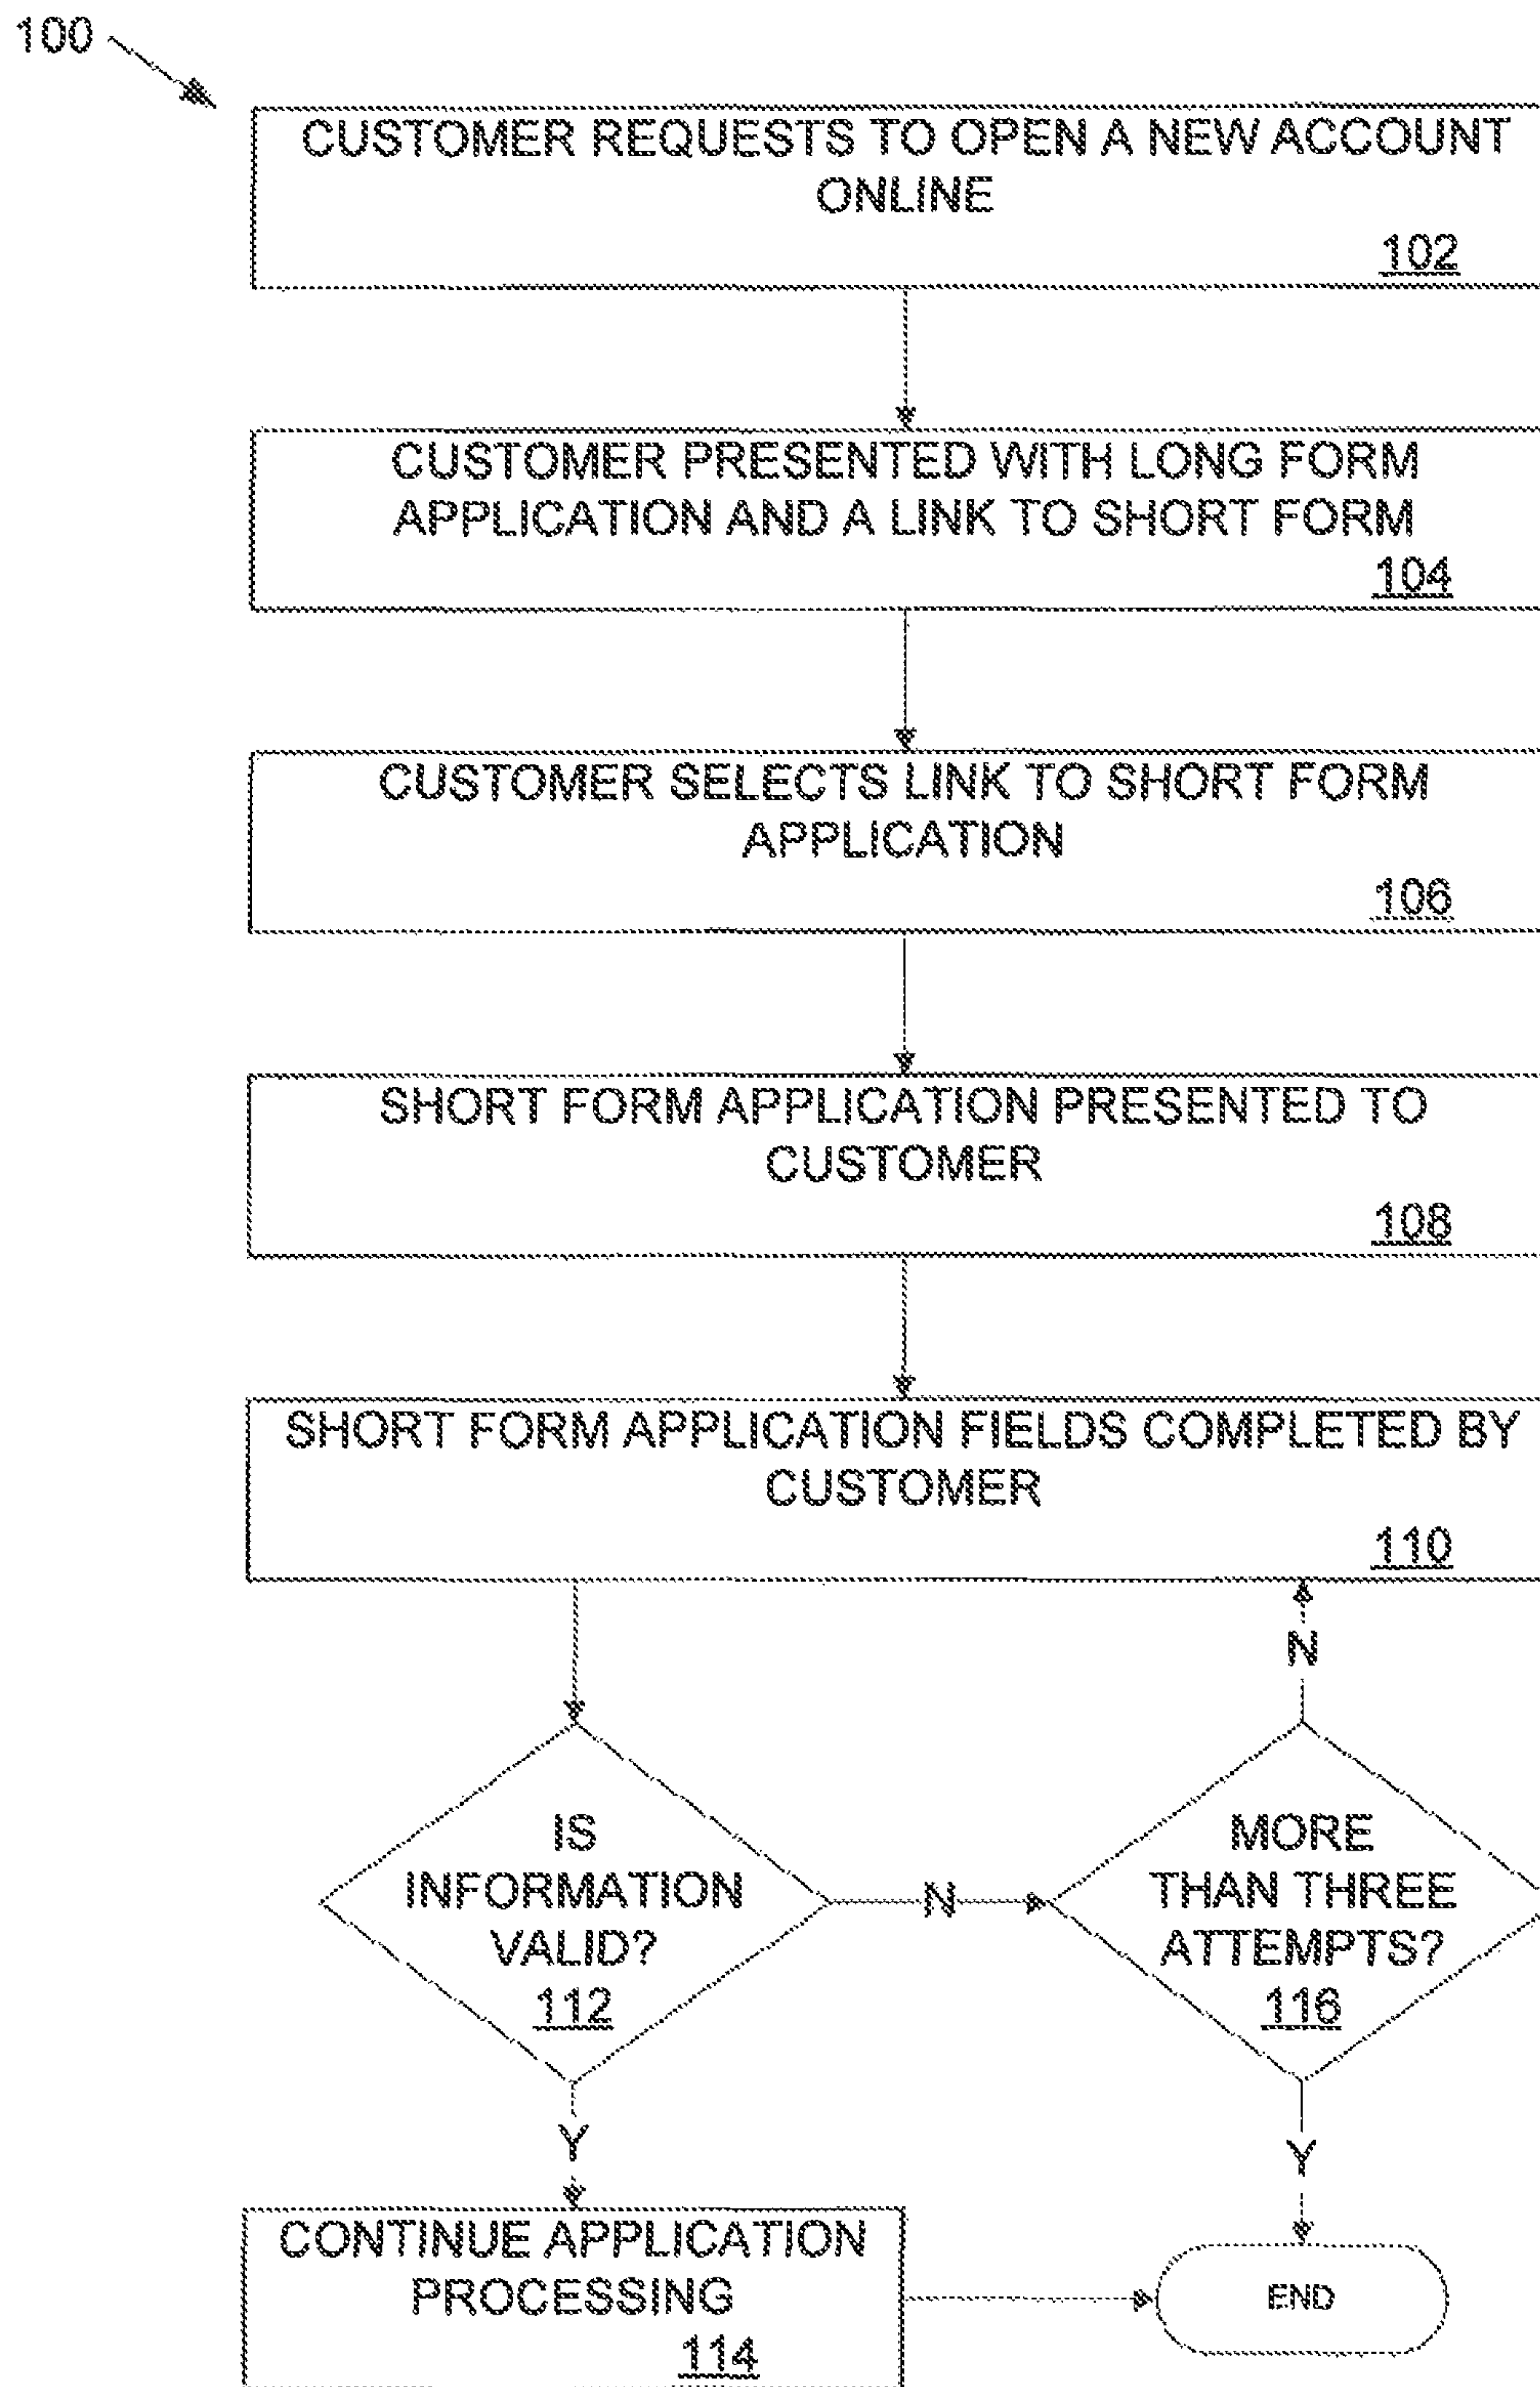 100
CUSTOMER REQUESTS TO OPEN A NEW ACCOUNT
ONLINE
102
CUSTOMER PRESENTED WITH LONG FORM
APPLICATION AND A LINK TO SHORT FORM
104
CUSTOMER SELECTS LINK TO SHORT FORM
APPLICATION
106
SHORT FORM APPLICATION PRESENTED TO
CUSTOMER
108
SHORT FORM APPLICATION FIELDS COMPLETED BY
CUSTOMER
110
N
IS
INFORMATION
VALID?
112
N
MORE
THAN THREE
ATTEMPTS?
116
Y
Y
CONTINUE APPLICATION
PROCESSING
114
END